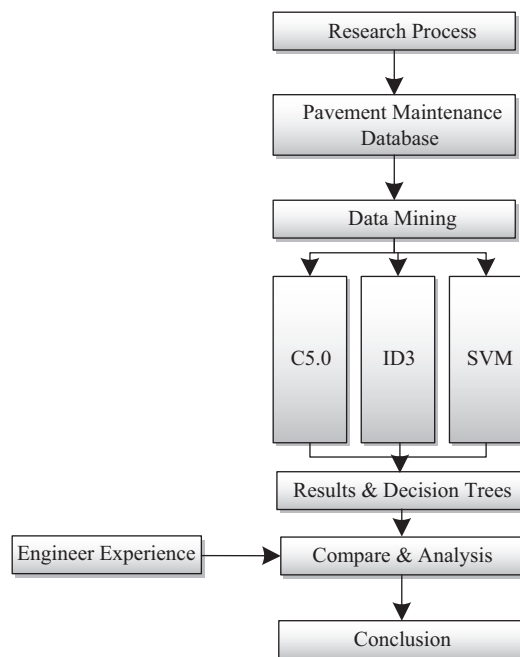 Research Process
Pavement Maintenance
Database
Data Mining
C5.0
ID3
SVM
Results & Decision Trees
Engineer Experience
Compare & Analysis
Conclusion